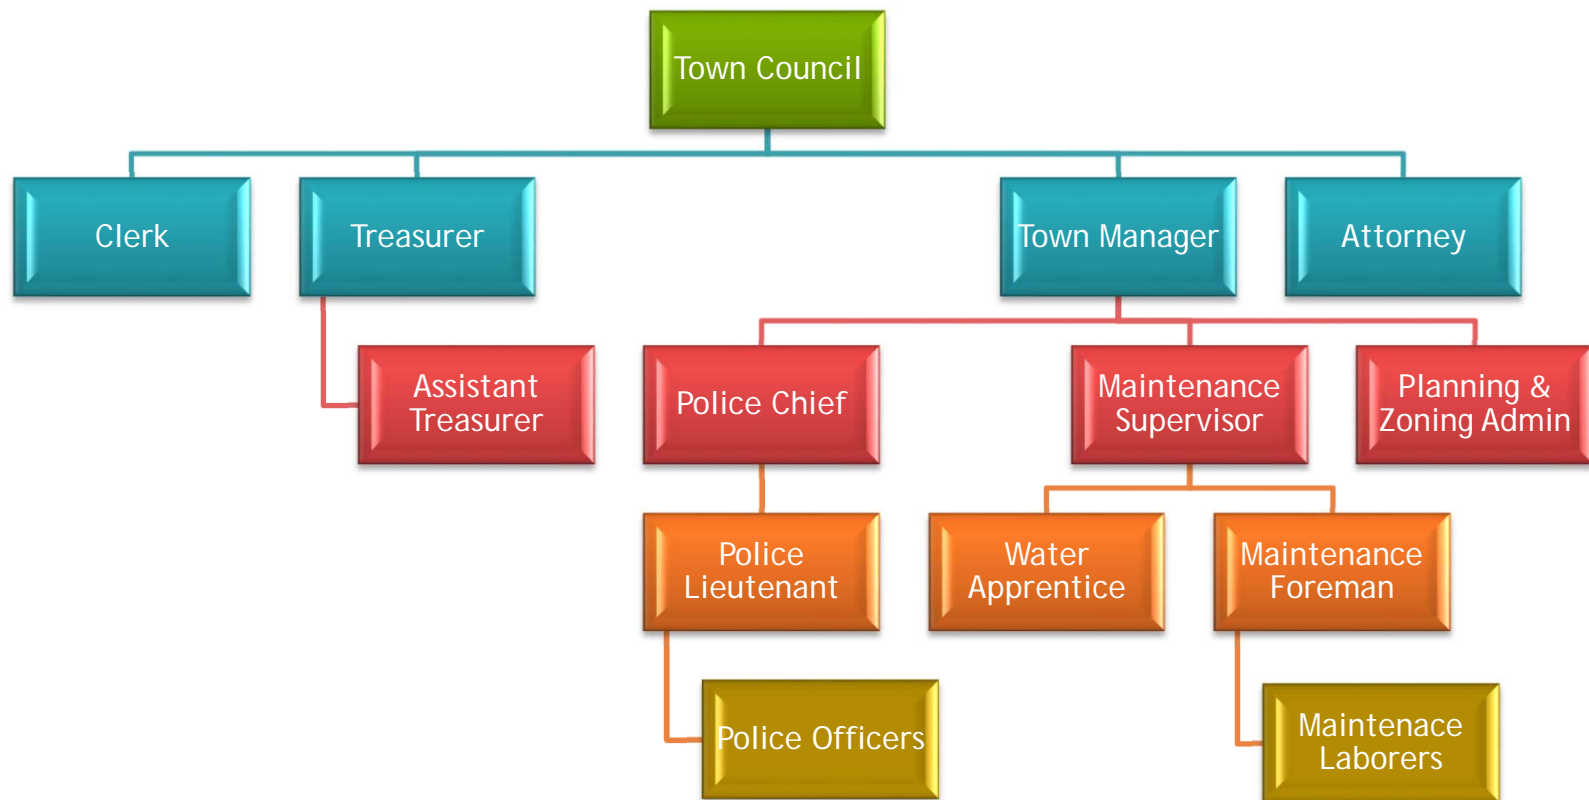 Town Council
Clerk
Treasurer
Town Manager
Attorney
Assistant
Treasurer
Police Chief
Maintenance
Supervisor
Planning &
Zoning Admin
Police
Lieutenant
Water
Apprentice
Maintenance
Foreman
Police Officers
Maintenace
Laborers